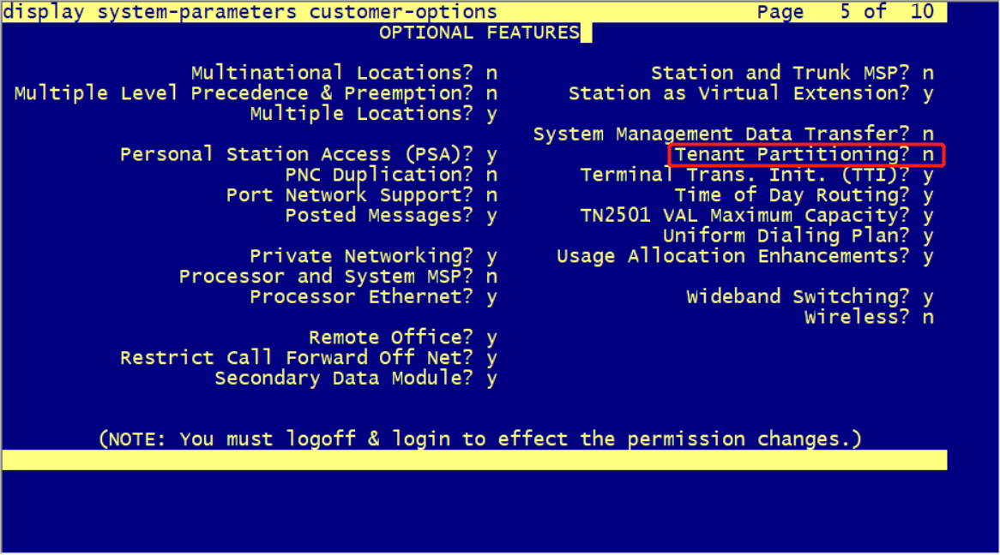 display system-parameters customer-options Page 5 of 10
OPTIONAL FEATURES
Multinational Locations? n Station and Trunk MSP? n
Multiple Level Precedence & Preemption? n Station as Virtual Extension? y
Multiple Locations? y
System Management Data Transfer? n
Personal Station Access (PSA)? y Tenant Partitioning? n
PNC Duplication? n Terminal Trans. Init. (TTI)? y
Port Network Support? n Time of Day Routing? y
Posted Messages? y TN2501 VAL Maximum Capacity? y
Uniform Dialing Plan? y
Private Networking? y Usage Allocation Enhancements? y
Processor and System MSP? n
Processor Ethernet? y Wideband Switching? y
Wireless? n
Remote Office? y
Restrict Call Forward Off Net? y
Secondary Data Module? y
(NOTE: You must logoff & login to effect the permission changes.)